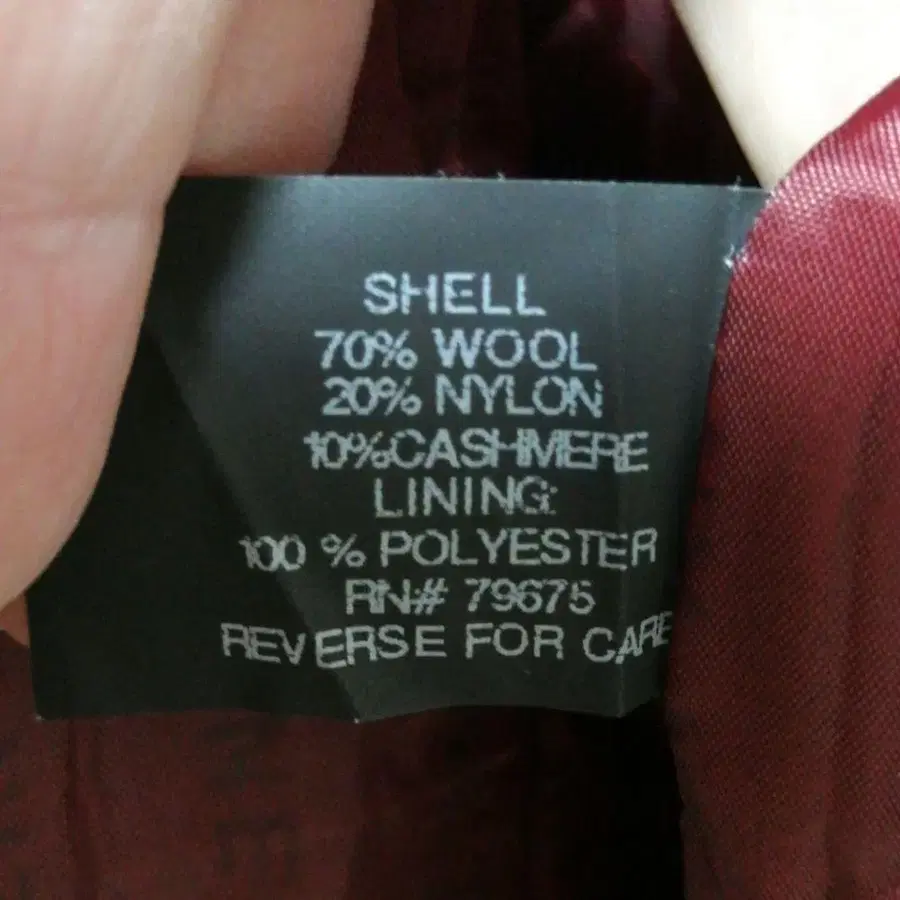 SHELL
70% WOOL
20% NYLON
10%CASHMERE
LINING:
100 % POLYESTER
RN# 79675
REVERSE FOR CARE